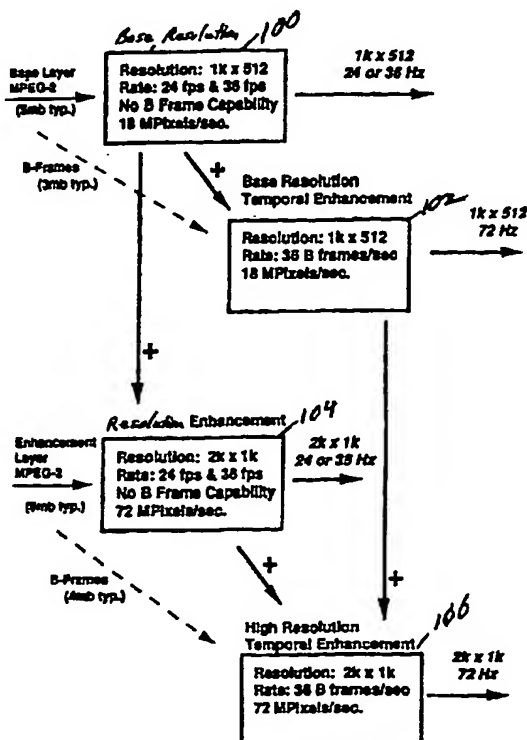 Base Resolution
100
Base Layer
MPEG-2
(5mb typ.)
Resolution: 1k x 512
Rate: 24 fps & 36 fps
No B Frame Capability
18 MPixels/sec.
1k x 512
24 or 36 Hz
B-Frames
(3mb typ.)
+
Base Resolution
Temporal Enhancement
102
Resolution: 1k x 512
Rate: 36 B frames/sec
18 MPixels/sec.
1k x 512
72 Hz
+
Resolution Enhancement
104
Enhancement
Layer
MPEG-2
Resolution: 2k x 1k
Rate: 24 fps & 36 fps
No B Frame Capability
72 MPixels/sec.
2k x 1k
24 or 36 Hz
B-Frames
(4mb typ.)
+
+
High Resolution
Temporal Enhancement
106
Resolution: 2k x 1k
Rate: 36 B frames/sec
72 MPixels/sec.
2k x 1k
72 Hz